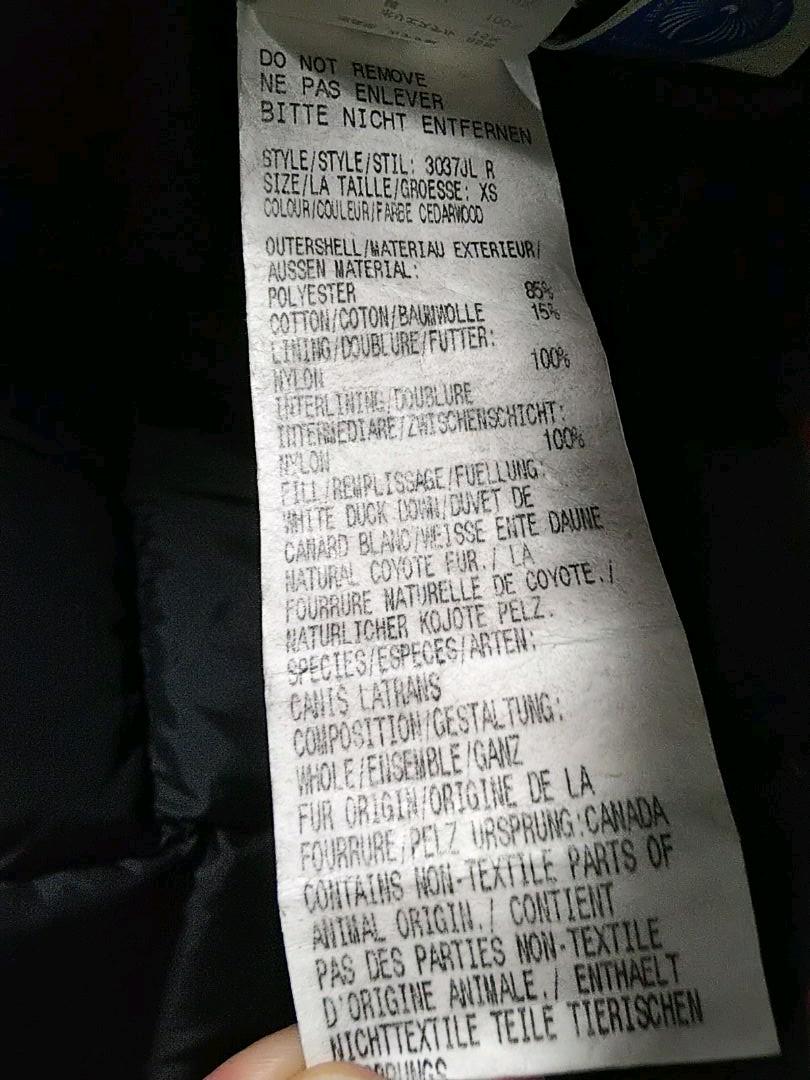 100%
DO NOT REMOVE
NE PAS ENLEVER
BITTE NICHT ENTFERNEN
STYLE/STYLE/STIL: 3037JL R
SIZE/LA TAILLE/GROESSE: XS
COLOUR/COULEUR/FARBE CEDARWOOD
OUTERSHELL/MATERIAU EXTERIEUR/
AUSSEN MATERIAL:
POLYESTER 85%
COTTON/COTON/BAUMWOLLE 15%
LINING/DOUBLURE/FUTTER:
NYLON 100%
INTERLINING/DOUBLURE
INTERMEDIARE/ZWISCHENSCHICHT:
NYLON 100%
FILL/REMPLISSAGE/FUELLUNG:
WHITE DUCK DOWN/DUVET DE
CANARD BLANC/WEISSE ENTE DAUNE
NATURAL COYOTE FUR./ LA
FOURRURE NATURELLE DE COYOTE./
NATURLICHER KOJOTE PELZ.
SPECIES/ESPECES/ARTEN:
CANIS LATRANS
COMPOSITION/GESTALTUNG:
WHOLE/ENSEMBLE/GANZ
FUR ORIGIN/ORIGINE DE LA
FOURRURE/PELZ URSPRUNG:CANADA
CONTAINS NON-TEXTILE PARTS OF
ANIMAL ORIGIN./ CONTIENT
PAS DES PARTIES NON-TEXTILE
D'ORIGINE ANIMALE./ ENTHAELT
NICHTTEXTILE TEILE TIERISCHEN